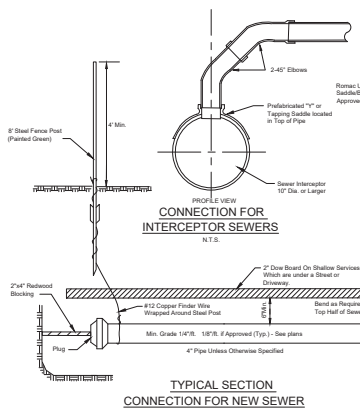 2-45° Elbows
Romac U
Saddle/B
Approve
4' Min.
Prefabricated "Y" or
Tapping Saddle located
in Top of Pipe
8' Steel Fence Post
(Painted Green)
Sewer Interceptor
10" Dia. or Larger
PROFILE VIEW
CONNECTION FOR
INTERCEPTOR SEWERS
N.T.S.
2" Dow Board On Shallow Services
Which are under a Street or
Driveway.
2"x4" Redwood
Blocking
#12 Copper Finder Wire
Wrapped Around Steel Post
6"Min.
Bend as Require
Top Half of Sewe
Plug
Min. Grade 1/4"/ft. 1/8"/ft. if Approved (Typ.) - See plans
4" Pipe Unless Otherwise Specified
TYPICAL SECTION
CONNECTION FOR NEW SEWER